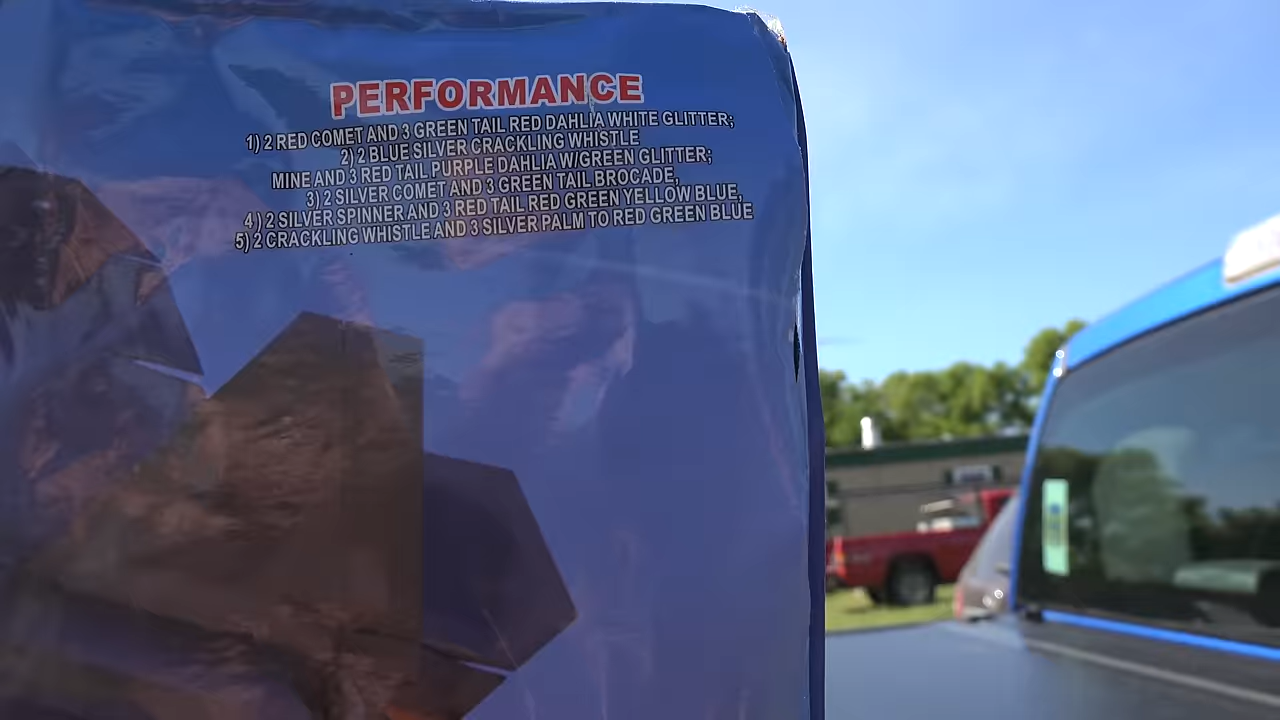 PERFORMANCE
1) 2 RED COMET AND 3 GREEN TAIL RED DAHLIA WHITE GLITTER;
2) 2 BLUE SILVER CRACKLING WHISTLE
MINE AND 3 RED TAIL PURPLE DAHLIA W/GREEN GLITTER;
3) 2 SILVER COMET AND 3 GREEN TAIL BROCADE,
4) 2 SILVER SPINNER AND 3 RED TAIL RED GREEN YELLOW BLUE,
5) 2 CRACKLING WHISTLE AND 3 SILVER PALM TO RED GREEN BLUE